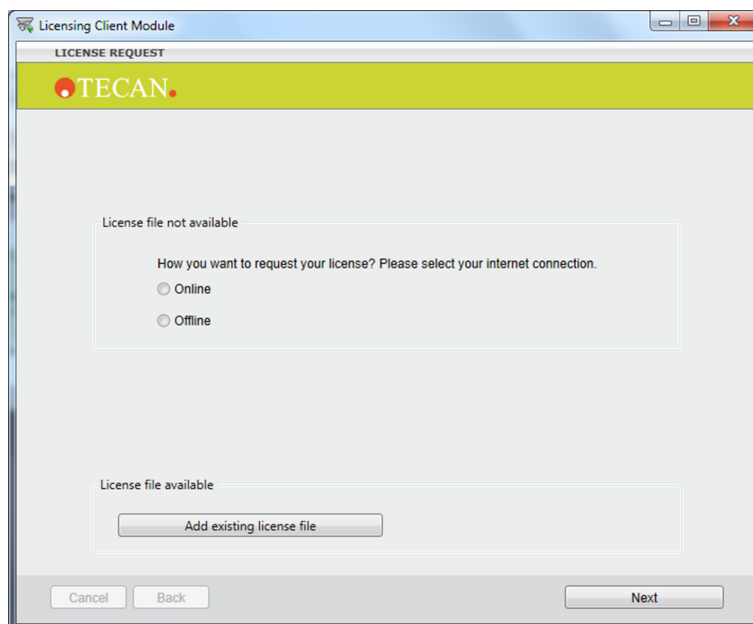 Licensing Client Module
LICENSE REQUEST
TECAN.
License file not available
How you want to request your license? Please select your internet connection.
Online
Offline
License file available
Add existing license file
Cancel
Back
Next